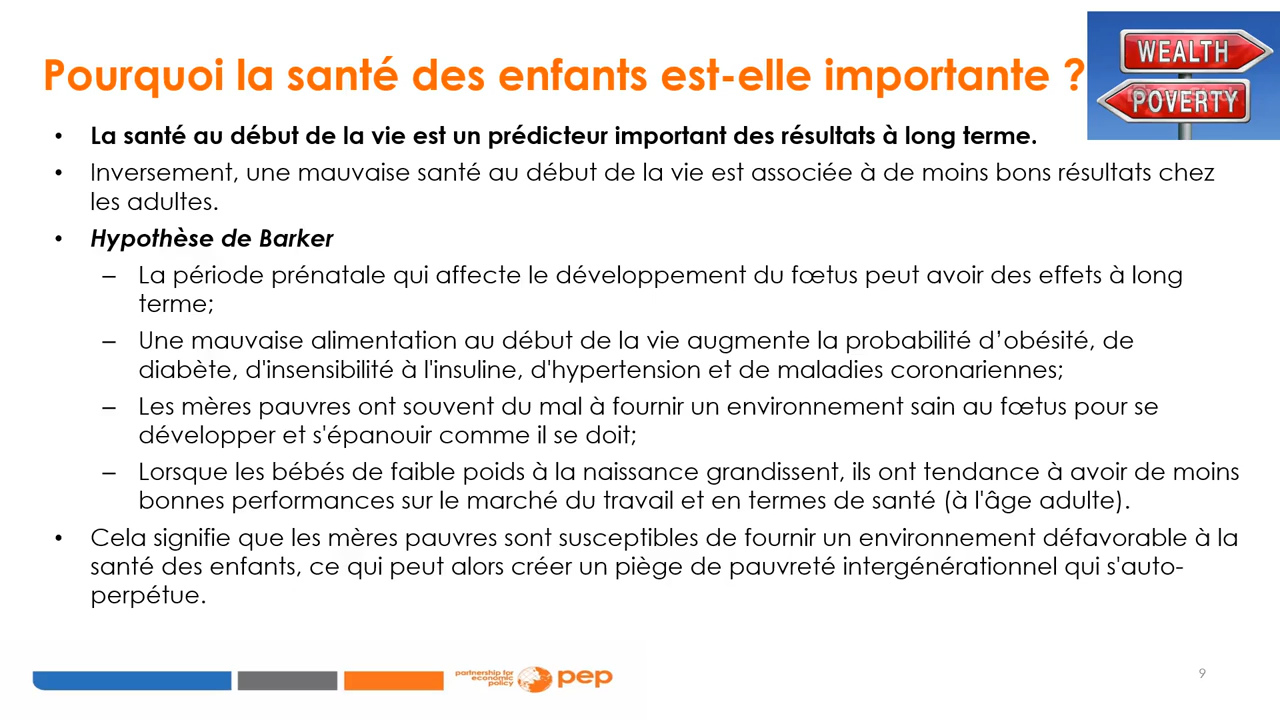 Pourquoi la santé des enfants est-elle importante ?
WEALTH
POVERTY
• La santé au début de la vie est un prédicteur important des résultats à long terme.
• Inversement, une mauvaise santé au début de la vie est associée à de moins bons résultats chez
les adultes.
• Hypothèse de Barker
– La période prénatale qui affecte le développement du fœtus peut avoir des effets à long
terme;
– Une mauvaise alimentation au début de la vie augmente la probabilité d’obésité, de
diabète, d'insensibilité à l'insuline, d'hypertension et de maladies coronariennes;
– Les mères pauvres ont souvent du mal à fournir un environnement sain au fœtus pour se
développer et s'épanouir comme il se doit;
– Lorsque les bébés de faible poids à la naissance grandissent, ils ont tendance à avoir de moins
bonnes performances sur le marché du travail et en termes de santé (à l'âge adulte).
• Cela signifie que les mères pauvres sont susceptibles de fournir un environnement défavorable à la
santé des enfants, ce qui peut alors créer un piège de pauvreté intergénérationnel qui s'auto-
perpétue.
partnership for
economic
policy
pep
9